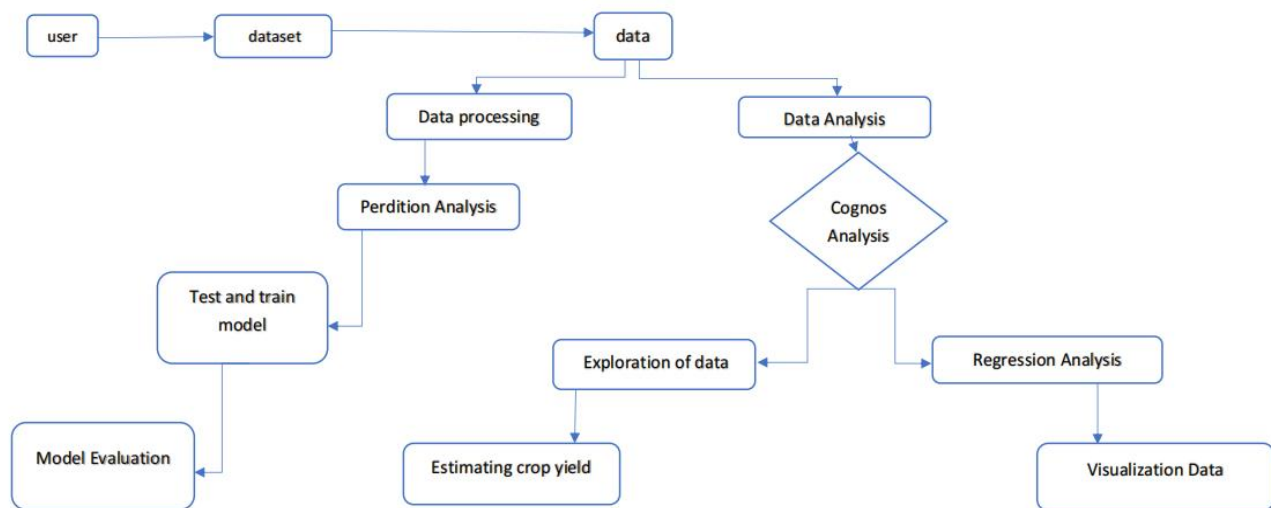 user
dataset
data
Data processing
Data Analysis
Perdition Analysis
Cognos
Analysis
Test and train
model
Exploration of data
Regression Analysis
Model Evaluation
Estimating crop yield
Visualization Data